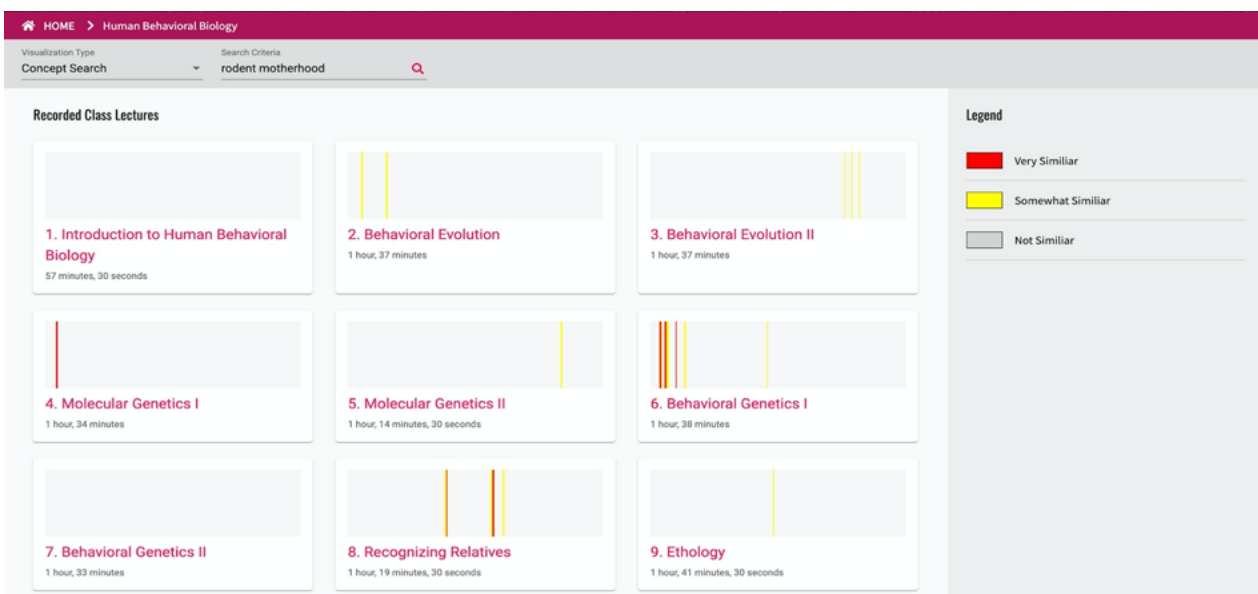 HOME > Human Behavioral Biology
Visualization Type
Concept Search
Search Criteria
rodent motherhood
Recorded Class Lectures
1. Introduction to Human Behavioral
Biology
57 minutes, 30 seconds
2. Behavioral Evolution
1 hour, 37 minutes
3. Behavioral Evolution II
1 hour, 37 minutes
4. Molecular Genetics I
1 hour, 34 minutes
5. Molecular Genetics II
1 hour, 14 minutes, 30 seconds
6. Behavioral Genetics I
1 hour, 38 minutes
7. Behavioral Genetics II
1 hour, 33 minutes
8. Recognizing Relatives
1 hour, 19 minutes, 30 seconds
9. Ethology
1 hour, 41 minutes, 30 seconds
Legend
Very Similiar
Somewhat Similiar
Not Similiar